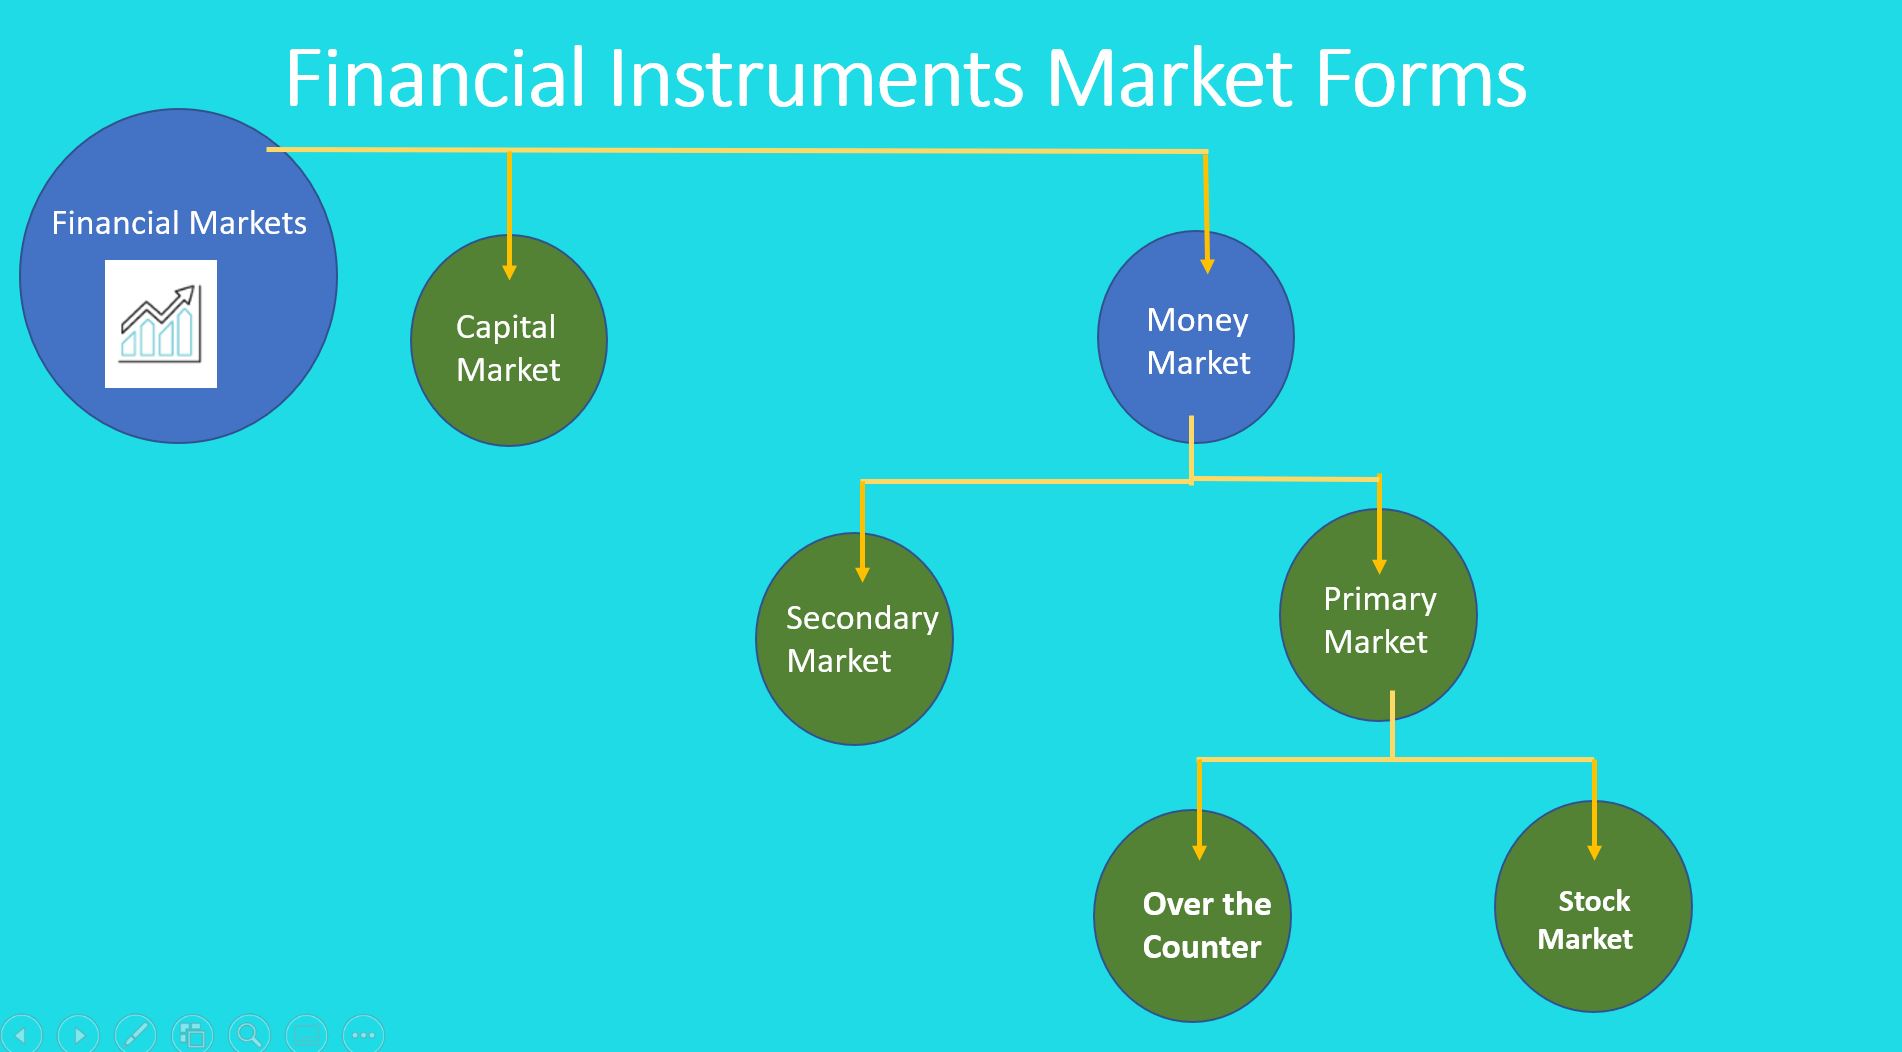 Financial Instruments Market Forms
Financial Markets
Capital
Market
Money
Market
Secondary
Market
Primary
Market
Over the
Counter
Stock
Market